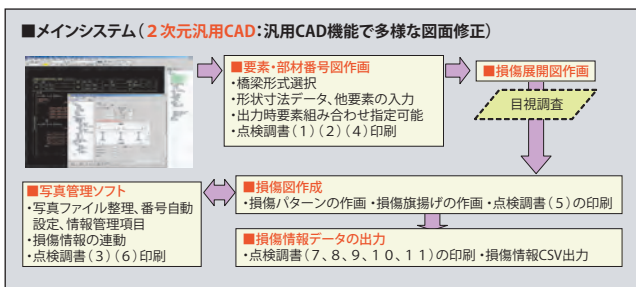 ■メインシステム(2次元汎用CAD:汎用CAD機能で多様な図面修正)
■要素・部材番号図作画
・橋梁形式選択
・形状寸法データ、他要素の入力
・出力時要素組み合わせ指定可能
・点検調書(1)(2)(4)印刷
■損傷展開図作画
目視調査
■写真管理ソフト
・写真ファイル整理、番号自動
設定、情報管理項目
・損傷情報の連動
・点検調書(3)(6)印刷
■損傷図作成
・損傷パターンの作画 ・損傷旗揚げの作画 ・点検調書(5)の印刷
■損傷情報データの出力
・点検調書(7、8、9、10、11)の印刷 ・損傷情報CSV出力